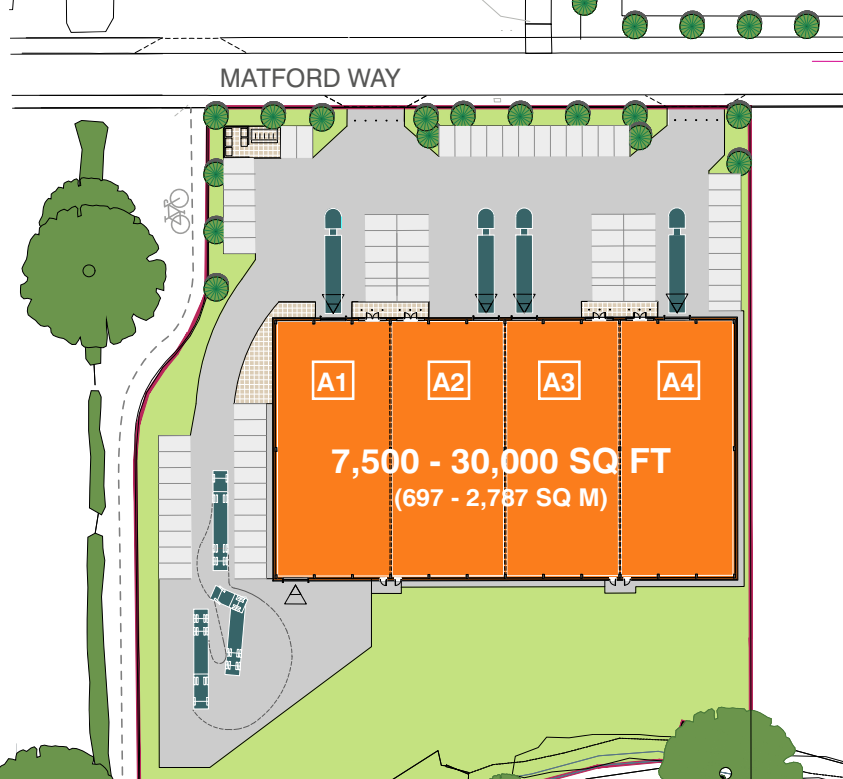 MATFORD WAY
A1
A2
A3
A4
7,500 - 30,000 SQ FT
(697 - 2,787 SQ M)